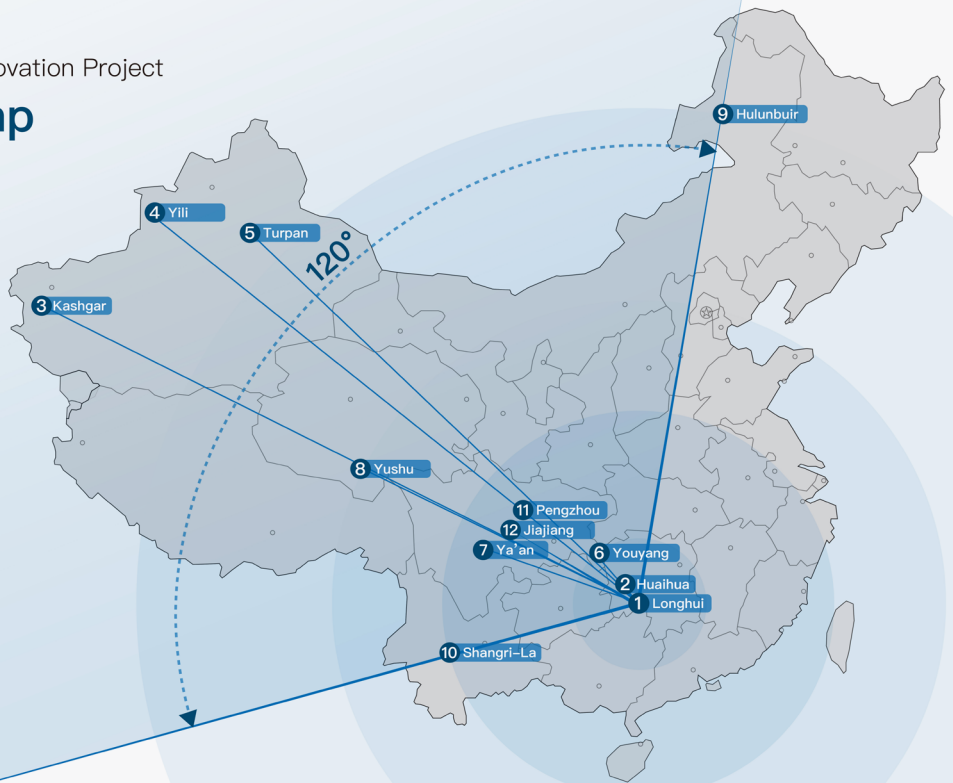 ovation Project
ap
9 Hulunbuir
4 Yili
5 Turpan
120°
3 Kashgar
8 Yushu
11 Pengzhou
12 Jiajiang
7 Ya’an
6 Youyang
2 Huaihua
1 Longhui
10 Shangri–La